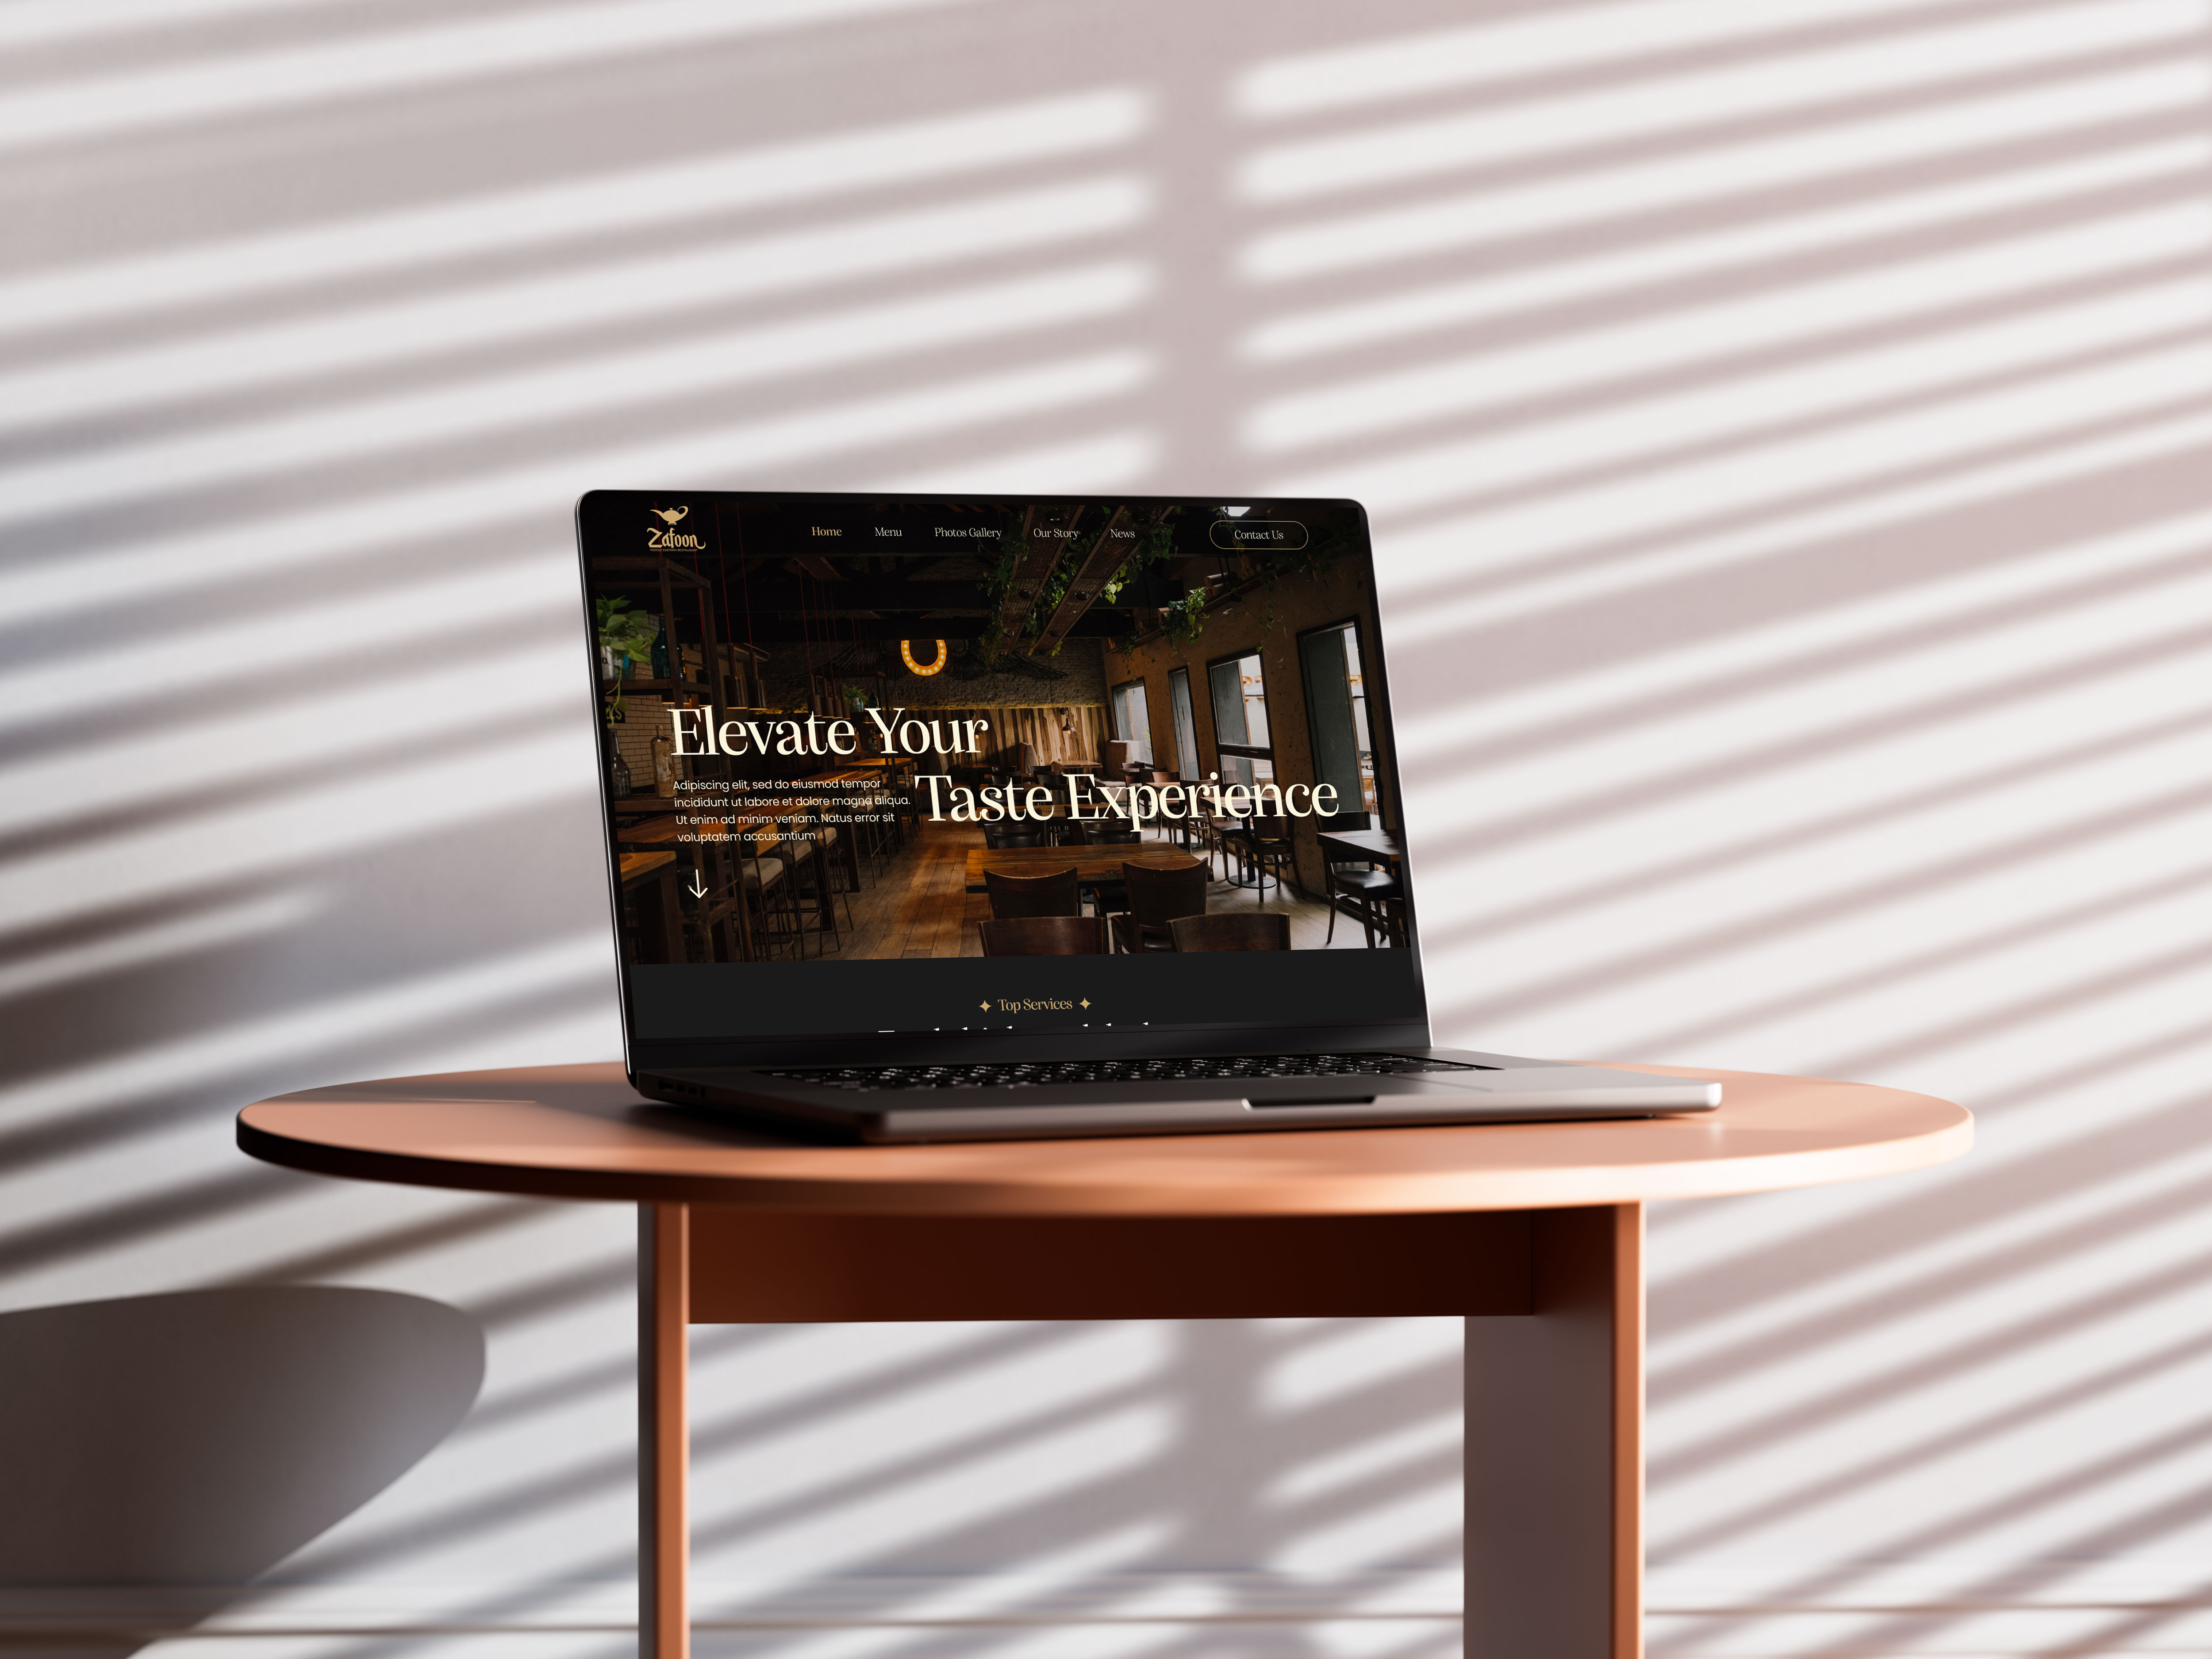 Zafoon
Home
Menu
Photos Gallery
Our Story
News
Contact Us
Elevate Your
Taste Experience
Adipiscing elit, sed do eiusmod tempor
incididunt ut labore et dolore magna aliqua.
Ut enim ad minim veniam. Natus error sit
voluptatem accusantium
Top Services